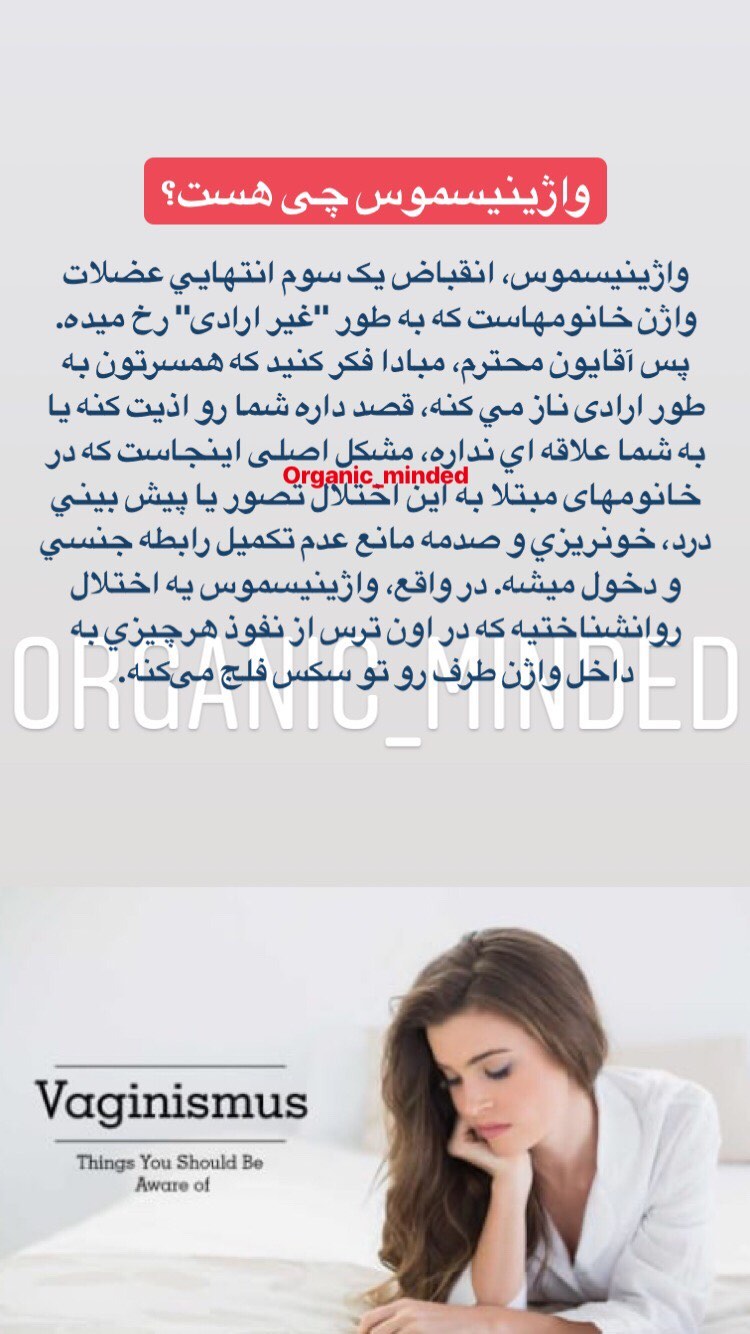 واژینیسموس چی هست؟
واژینیسموس، انقباض یک سوم انتهایي عضلات
واژن خانومهاست که به طور "غیر ارادی" رخ میده.
پس آقایون محترم، مبادا فکر کنید که همسرتون به
طور ارادی ناز مي کنه، قصد داره شما رو اذیت کنه یا
به شما علاقه اي نداره، مشکل اصلی اینجاست که در
Organic_minded
خانومهای مبتلا به این اختلال تصور یا پیش بیني
درد، خونریزي و صدمه مانع عدم تکمیل رابطه جنسي
و دخول میشه. در واقع، واژینیسموس یه اختلال
روانشناختیه که در اون ترس از نفوذ هرچیزي به
داخل واژن طرف رو تو سکس فلج می‌کنه.
ORGANIC_MINDED
Vaginismus
Things You Should Be
Aware of